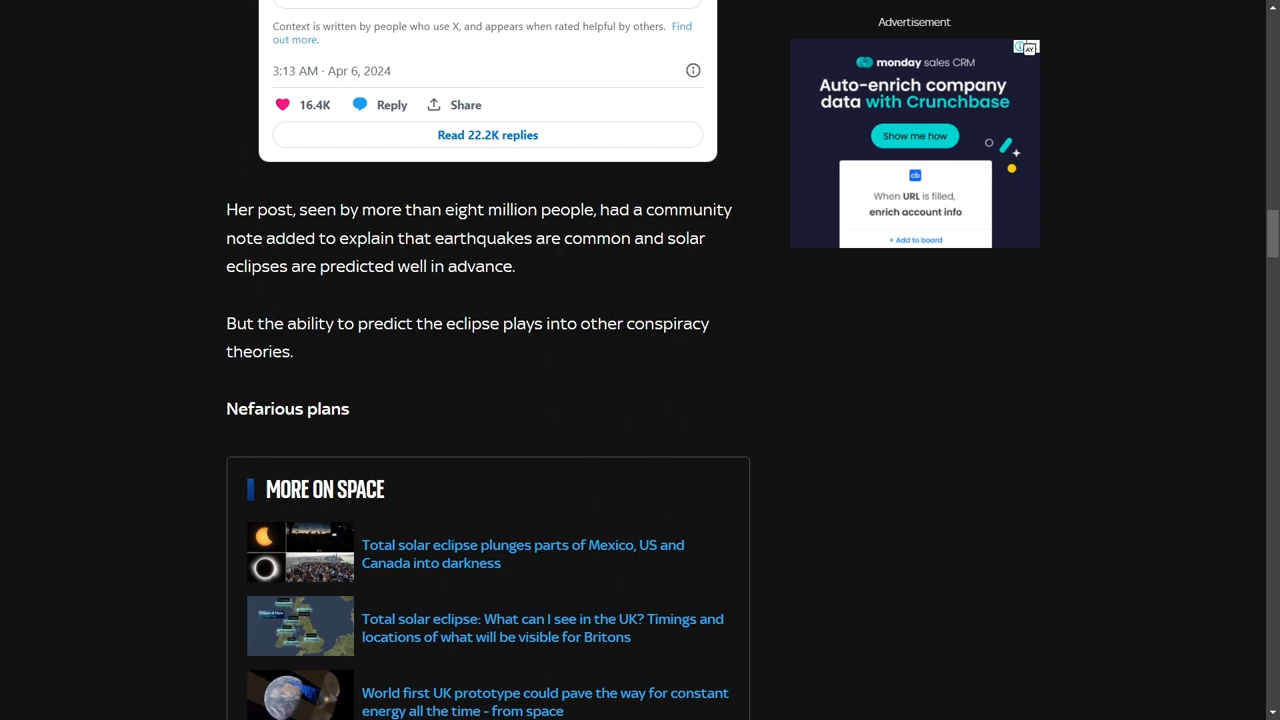 Context is written by people who use X, and appears when rated helpful by others. Find
out more.
3:13 AM · Apr 6, 2024
16.4K
Reply
Share
Read 22.2K replies
Her post, seen by more than eight million people, had a community
note added to explain that earthquakes are common and solar
eclipses are predicted well in advance.
But the ability to predict the eclipse plays into other conspiracy
theories.
Nefarious plans
MORE ON SPACE
Total solar eclipse plunges parts of Mexico, US and
Canada into darkness
Total solar eclipse: What can I see in the UK? Timings and
locations of what will be visible for Britons
World first UK prototype could pave the way for constant
energy all the time - from space
Advertisement
AY
monday sales CRM
Auto-enrich company
data with Crunchbase
Show me how
cb
When URL is filled,
enrich account info
+ Add to board